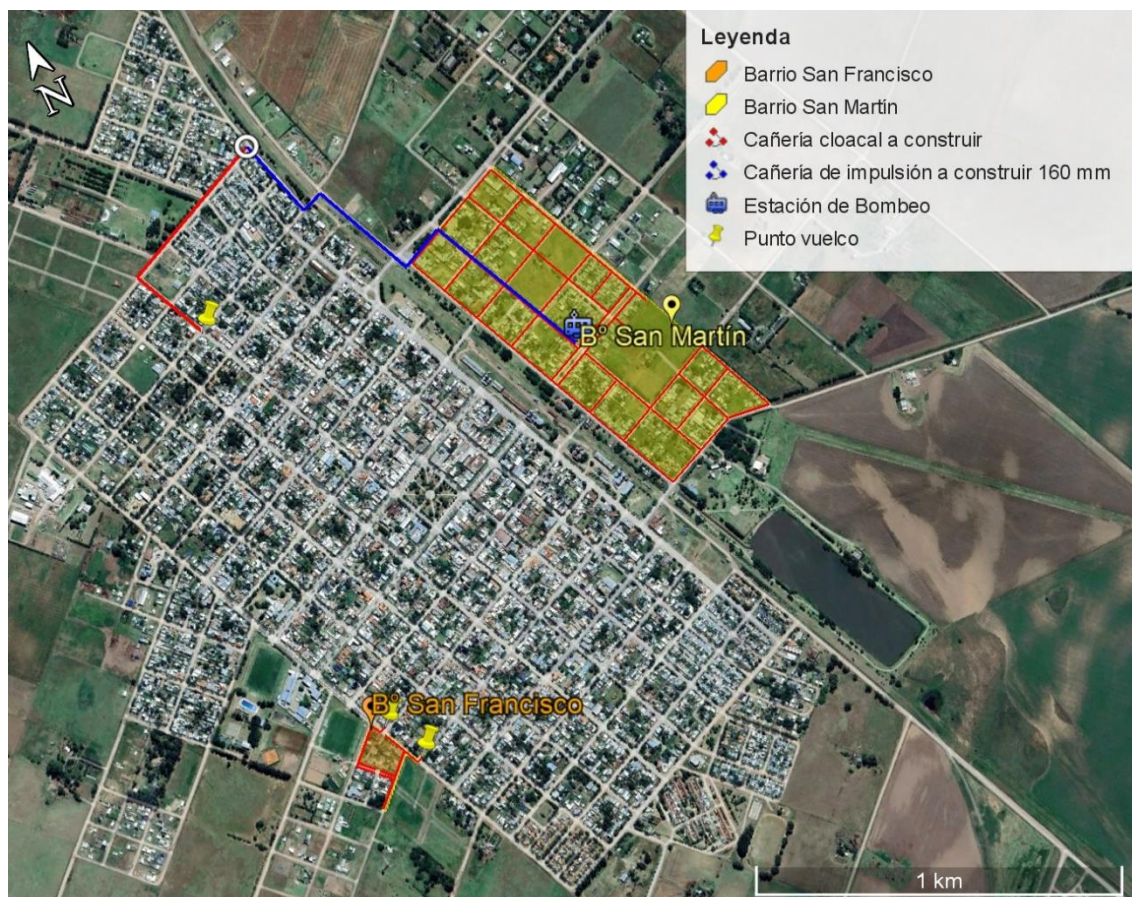 N
Leyenda
Barrio San Francisco
Barrio San Martín
Cañería cloacal a construir
Cañería de impulsión a construir 160 mm
Estación de Bombeo
Punto vuelco
B° San Martín
B° San Francisco
1 km